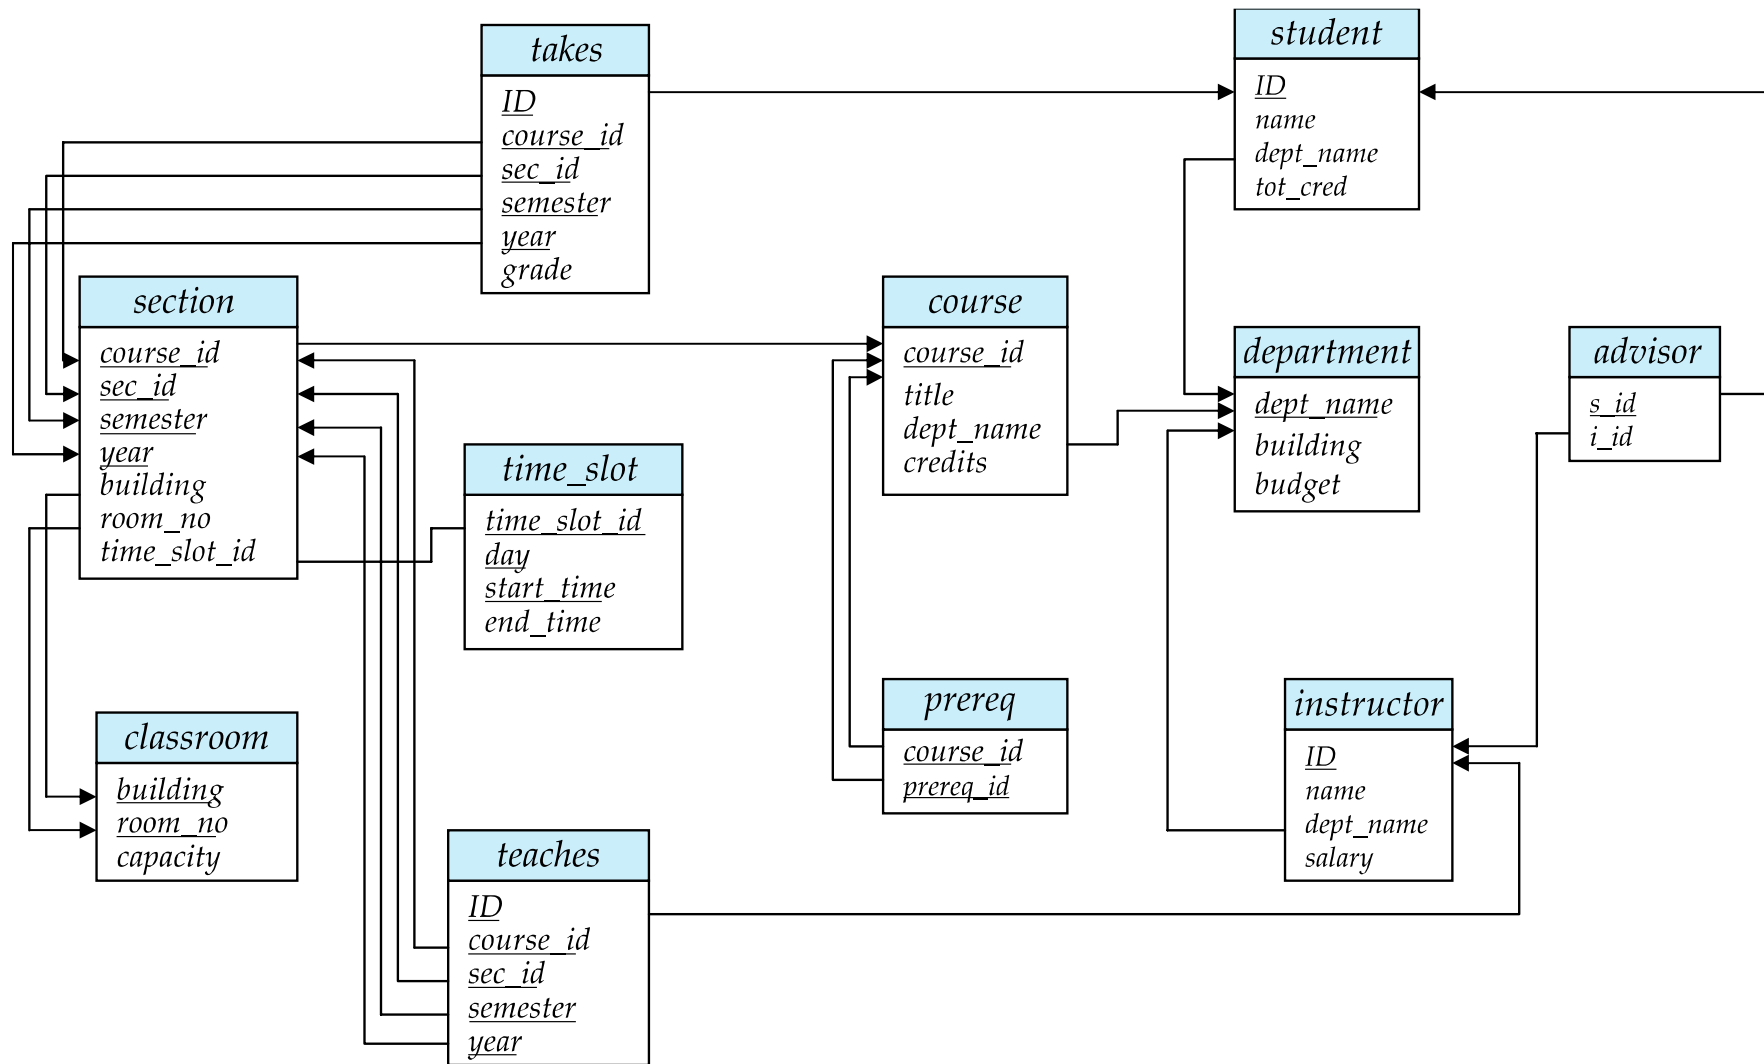 takes
ID
course_id
sec_id
semester
year
grade
student
ID
name
dept_name
tot_cred
section
course_id
sec_id
semester
year
building
room_no
time_slot_id
course
course_id
title
dept_name
credits
department
dept_name
building
budget
advisor
s_id
i_id
time_slot
time_slot_id
day
start_time
end_time
prereq
course_id
prereq_id
instructor
ID
name
dept_name
salary
classroom
building
room_no
capacity
teaches
ID
course_id
sec_id
semester
year